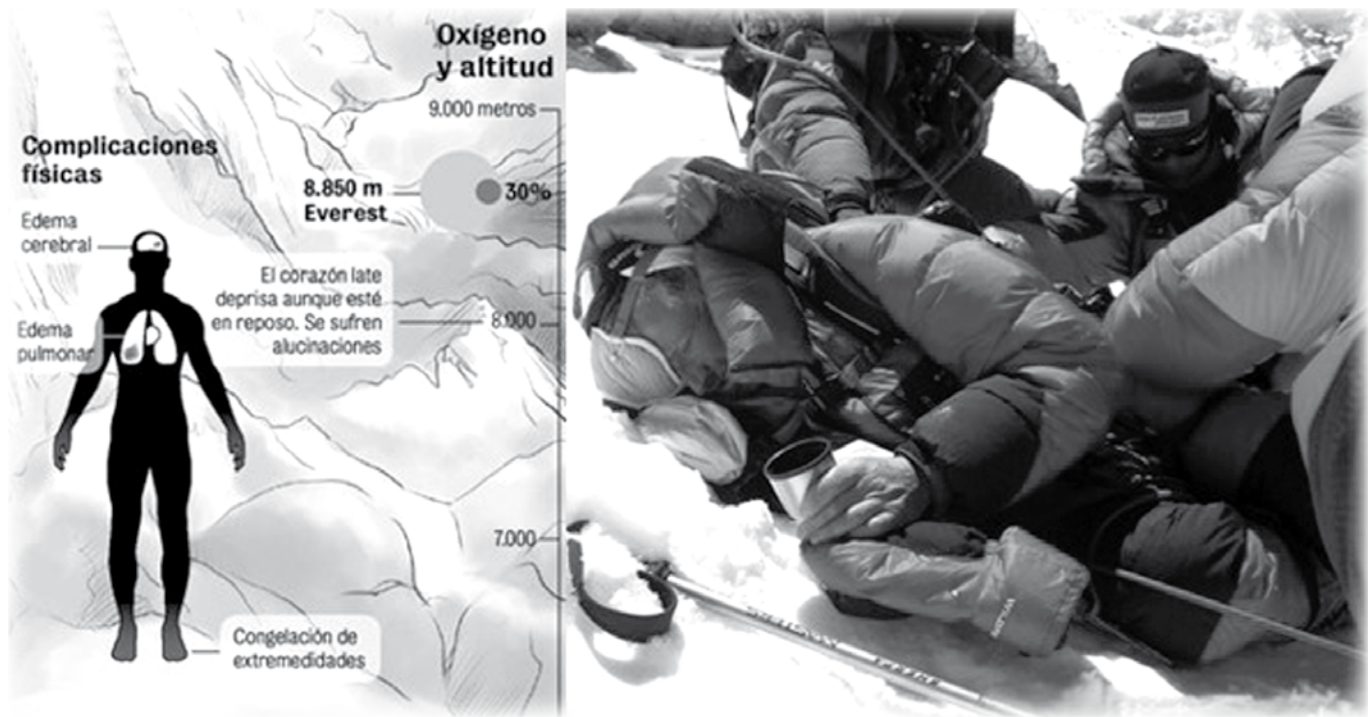 Oxígeno
y altitud
9.000 metros
Complicaciones
físicas
8.850 m
Everest
30%
Edema
cerebral
El corazón late
deprisa aunque esté
en reposo. Se sufren
alucinaciones
8.000
Edema
pulmonar
7.000
Congelación de
extremedidades